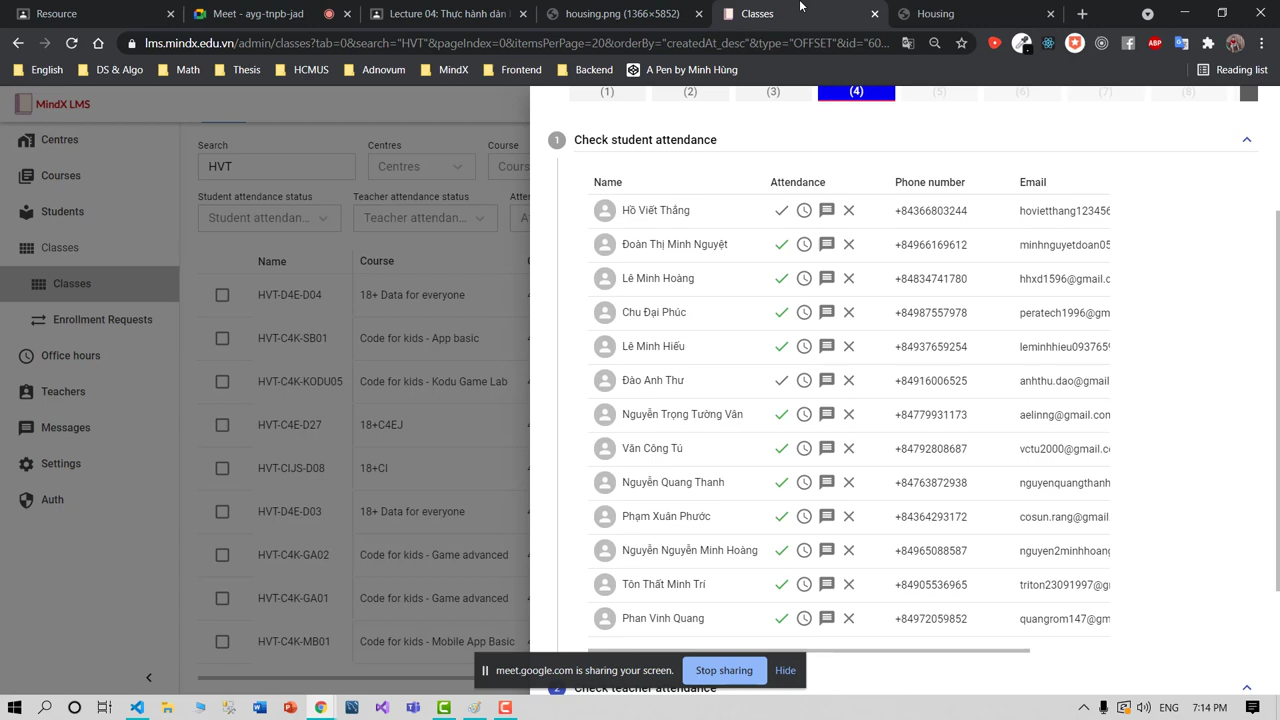 Meet – ayg-tnpb-jad
Lecture 04: Tạc hàm dàn
housing.png (1366×5852)
Classes
Housing
lms.mindx.edu.vn/admin/classes?tab=0&search="HVT"&pageIndex=0&itemsPerPage=20&orderBy="createdAt_desc"&type="OFFSET"&id="60...
ABP
English
DS & Algo
Math
Thesis
HCMUS
Adnovum
MindX
Frontend
Backend
A Pen by Mạnh Hùng
Reading list
MindX LMS
Centres
Courses
Students
Classes
Classes
Enrollment Requests
Office hours
Teachers
Messages
Settings
Auth
Search
Centres
Course
HVT
Centres
Cours
Student attendance status
Teacher attendance status
Atten
Student attendan...
Teacher attendan...
Name
Course
HVT-D4E-D04
18+ Data for everyone
HVT-C4K-SB01
Code for kids - App basic
HVT-C4K-KODU05
Code for kids - Kodu Game Lab
HVT-C4E-D27
18+C4EJ
HVT-CIJS-D08
18+CI
HVT-D4E-D03
18+ Data for everyone
HVT-C4K-GA02
Code for kids - Game advanced
HVT-C4K-GA01
Code for kids - Game advanced
HVT-C4K-MB01
Code for kids - Mobile App Basic
(1) (2) (3) (4) (5) (6) (7) (8)
1 Check student attendance
Name Attendance Phone number Email
Hồ Viết Thắng +84366803244 hovietthang123456
Đoàn Thị Minh Nguyệt +84966169612 minhnguyetdoan05
Lê Minh Hoàng +84834741780 hhxd1596@gmail.c
Chu Đại Phúc +84987557978 peratech1996@gm
Lê Minh Hiếu +84937659254 leminhhieu0937659
Đào Anh Thư +84916006525 anhthu.dao@gmail
Nguyễn Trọng Tường Vân +84779931173 aelinng@gmail.com
Văn Công Tú +84792808687 vctu2000@gmail.c
Nguyễn Quang Thanh +84763872938 nguyenquangthanh
Phạm Xuân Phước +84364293172 cosun.rang@gmail.
Nguyễn Nguyễn Minh Hoàng +84965088587 nguyen2minhhoang
Tôn Thất Minh Trí +84905536965 triton23091997@g
Phan Vinh Quang +84972059852 quangrom147@gm
2 Check teacher attendance
meet.google.com is sharing your screen.
Stop sharing
Hide
ENG
7:14 PM